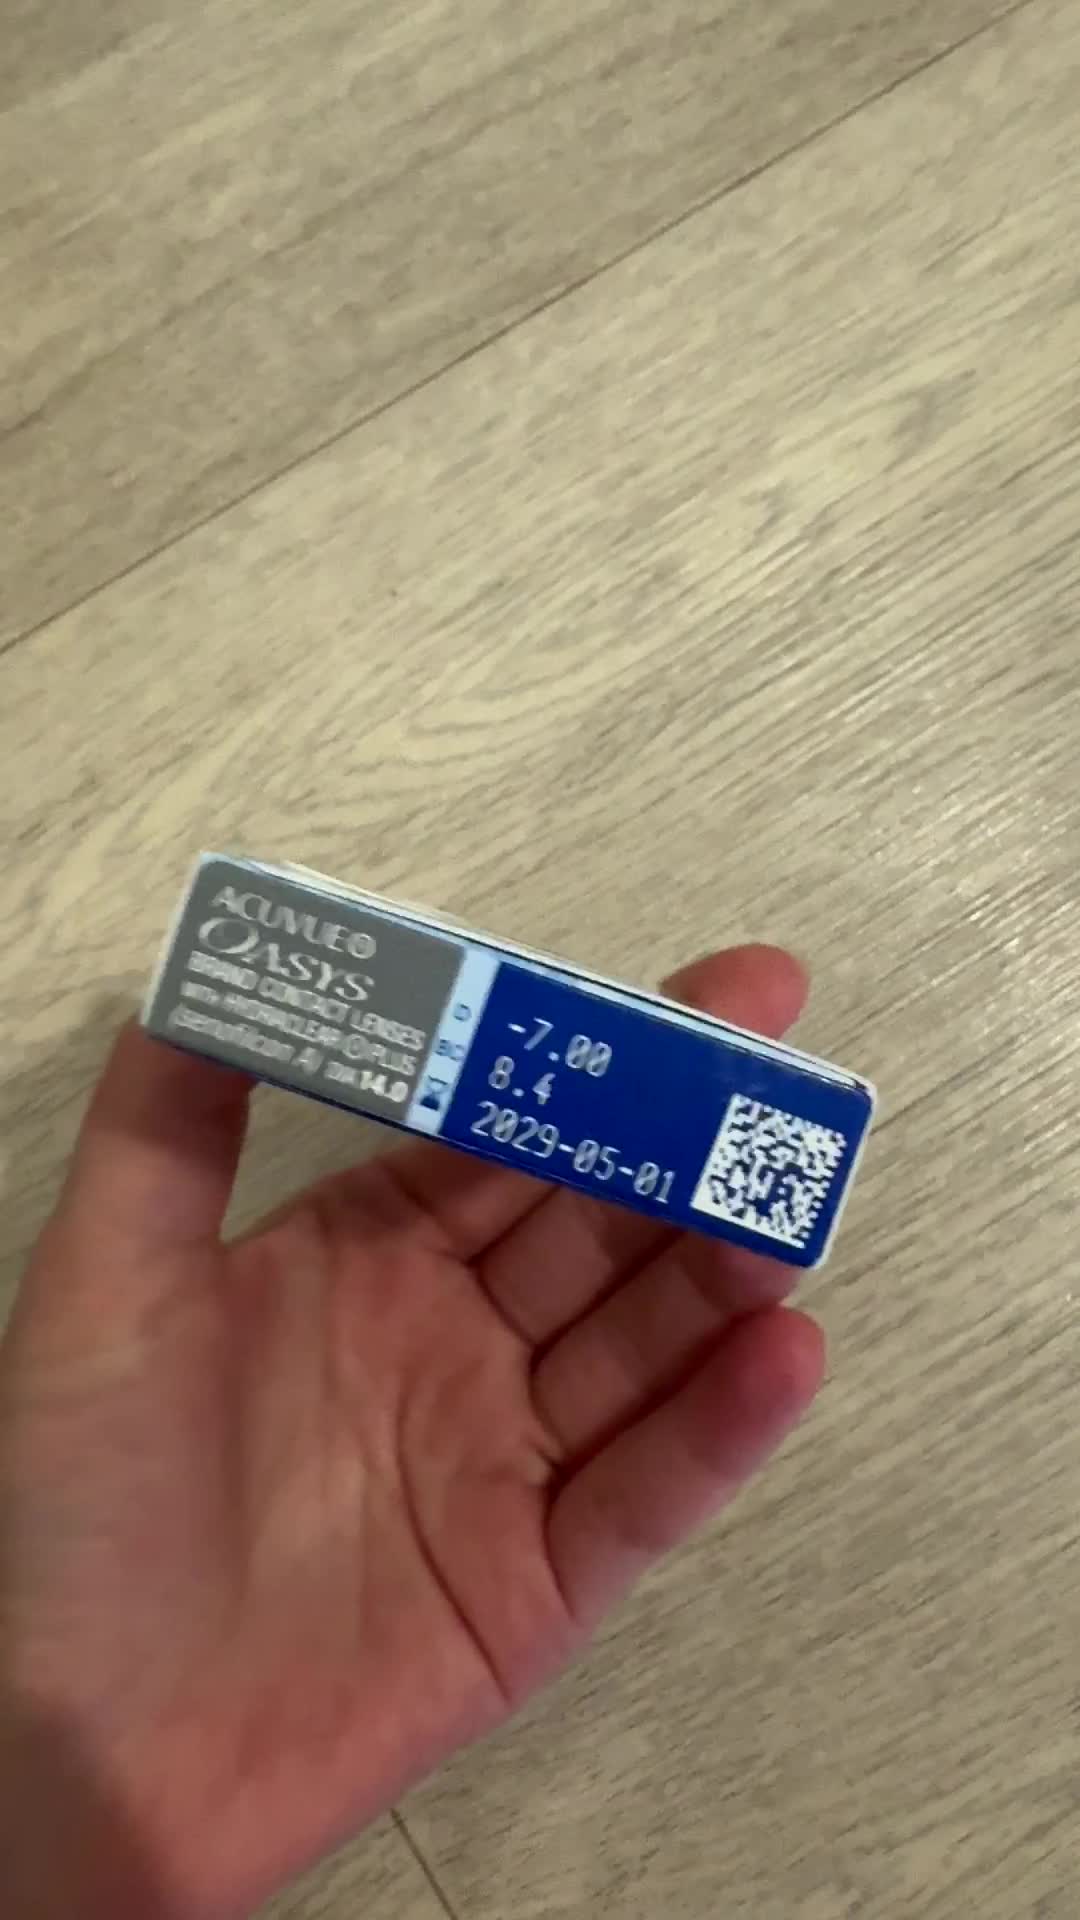 ACUVUE®
OASYS
BRAND CONTACT LENSES
WITH HYDRACLEAR® PLUS
(senofilcon A) DIA 14.0
D -7.00
BC 8.4
2029-05-01